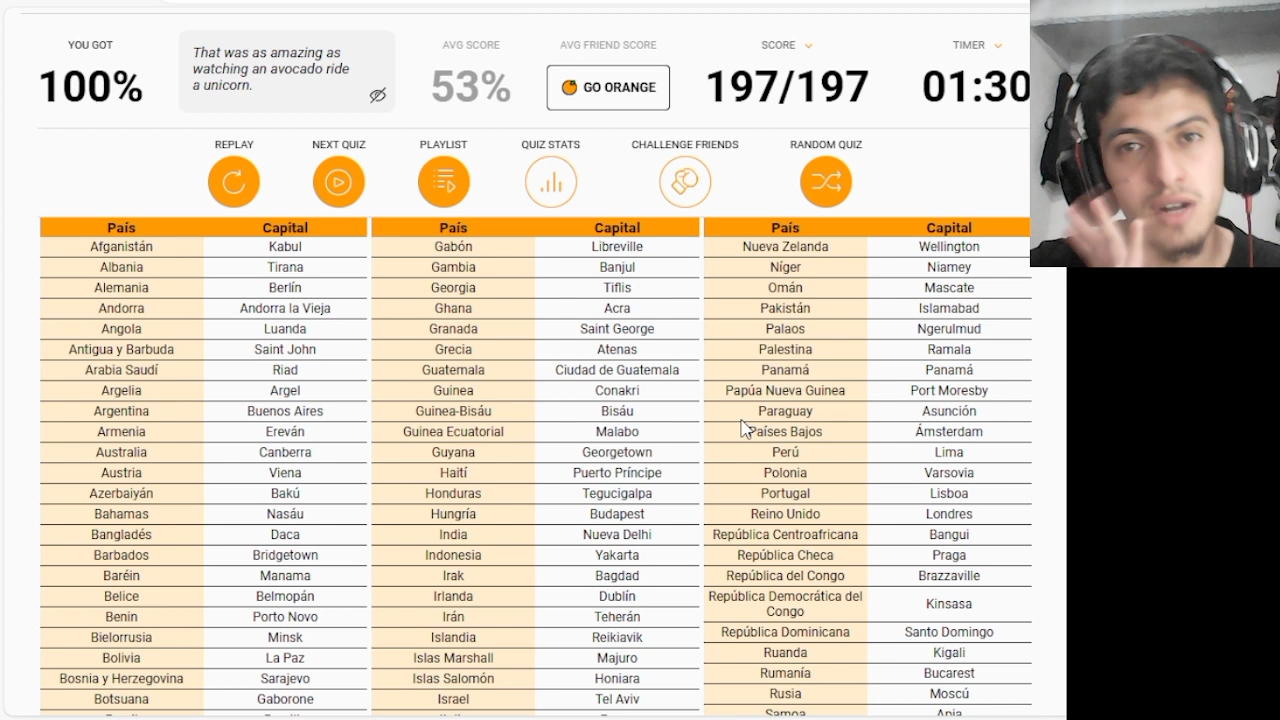 YOU GOT
100%
That was as amazing as
watching an avocado ride
a unicorn.
AVG SCORE
53%
AVG FRIEND SCORE
GO ORANGE
SCORE
197/197
TIMER
01:30
REPLAY
NEXT QUIZ
PLAYLIST
QUIZ STATS
CHALLENGE FRIENDS
RANDOM QUIZ
País Capital País Capital País Capital
Afganistán Kabul Gabón Libreville Nueva Zelanda Wellington
Albania Tirana Gambia Banjul Níger Niamey
Alemania Berlín Georgia Tiflis Omán Mascate
Andorra Andorra la Vieja Ghana Acra Pakistán Islamabad
Angola Luanda Granada Saint George Palaos Ngerulmud
Antigua y Barbuda Saint John Grecia Atenas Palestina Ramala
Arabia Saudí Riad Guatemala Ciudad de Guatemala Panamá Panamá
Argelia Argel Guinea Conakri Papúa Nueva Guinea Port Moresby
Argentina Buenos Aires Guinea-Bisáu Bisáu Paraguay Asunción
Armenia Ereván Guinea Ecuatorial Malabo Países Bajos Ámsterdam
Australia Canberra Guyana Georgetown Perú Lima
Austria Viena Haití Puerto Príncipe Polonia Varsovia
Azerbaiyán Bakú Honduras Tegucigalpa Portugal Lisboa
Bahamas Nasáu Hungría Budapest Reino Unido Londres
Bangladés Daca India Nueva Delhi República Centroafricana Bangui
Barbados Bridgetown Indonesia Yakarta República Checa Praga
Baréin Manama Irak Bagdad República del Congo Brazzaville
Belice Belmopán Irlanda Dublín República Democrática del
Congo Kinsasa
Benin Porto Novo Irán Teherán
Bielorrusia Minsk Islandia Reikiavik República Dominicana Santo Domingo
Bolivia La Paz Islas Marshall Majuro Ruanda Kigali
Bosnia y Herzegovina Sarajevo Islas Salomón Honiara Rumanía Bucarest
Botsuana Gaborone Israel Tel Aviv Rusia Moscú
Samoa Apia